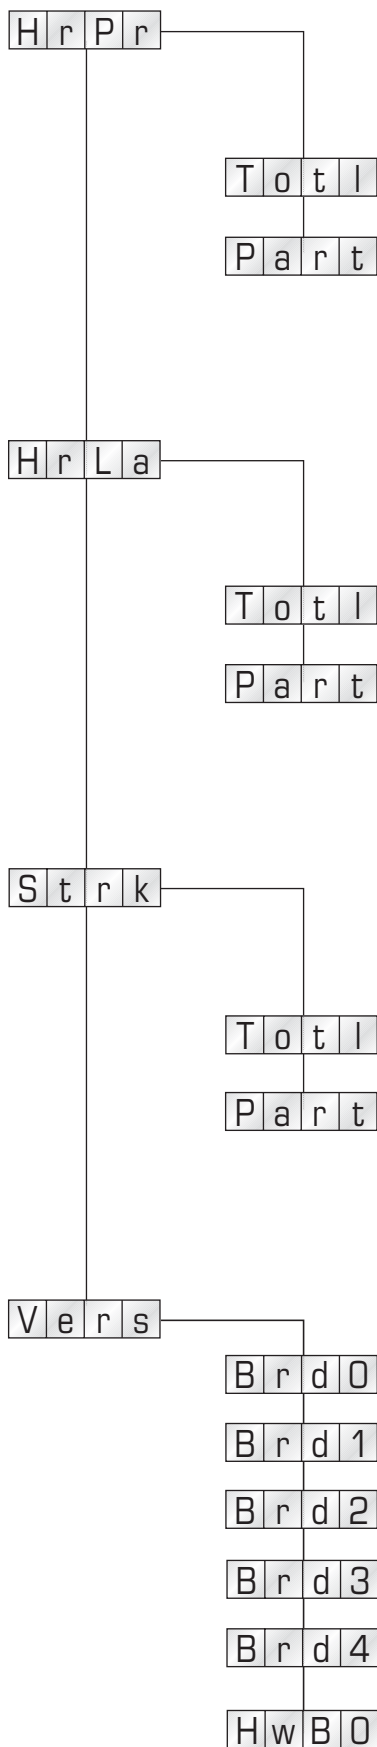 HrPr
Totl
Part
HrLa
Totl
Part
Strk
Totl
Part
Vers
Brd0
Brd1
Brd2
Brd3
Brd4
HwB0